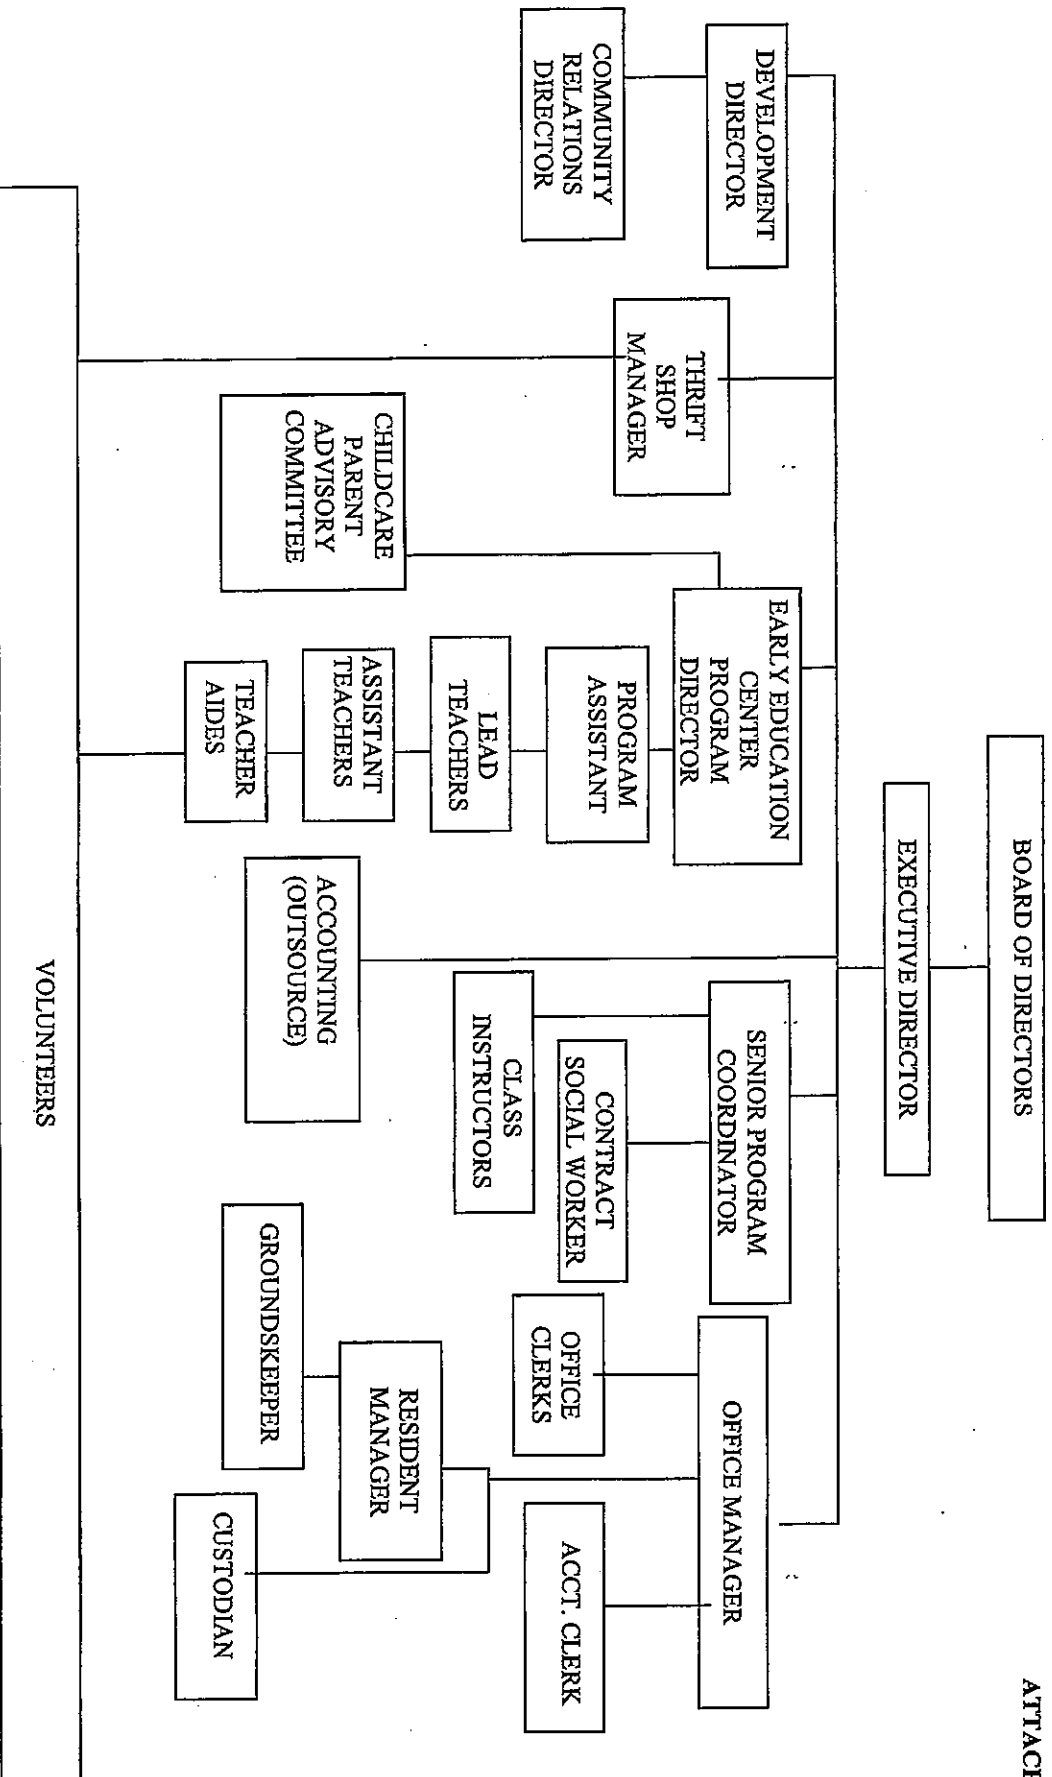 ATTACH
BOARD OF DIRECTORS
EXECUTIVE DIRECTOR
DEVELOPMENT
DIRECTOR
COMMUNITY
RELATIONS
DIRECTOR
THRIFT
SHOP
MANAGER
EARLY EDUCATION
CENTER
PROGRAM
DIRECTOR
CHILDCARE
PARENT
ADVISORY
COMMITTEE
PROGRAM
ASSISTANT
LEAD
TEACHERS
ASSISTANT
TEACHERS
TEACHER
AIDES
ACCOUNTING
(OUTSOURCE)
SENIOR PROGRAM
COORDINATOR
CONTRACT
SOCIAL WORKER
CLASS
INSTRUCTORS
OFFICE MANAGER
OFFICE
CLERKS
ACCT. CLERK
RESIDENT
MANAGER
GROUNDSKEEPER
CUSTODIAN
VOLUNTEERS